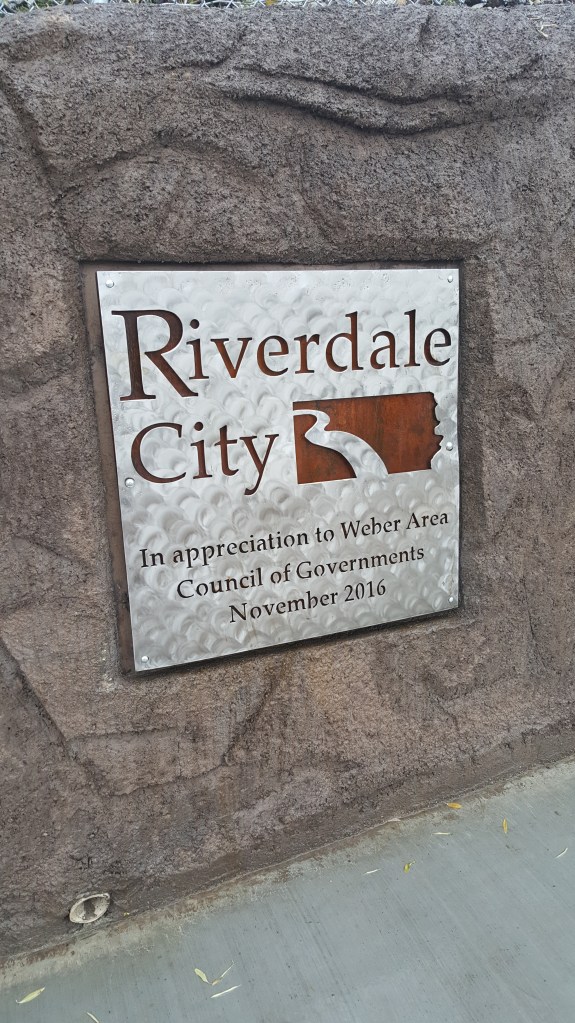 Riverdale
City
In appreciation to Weber Area
Council of Governments
November 2016